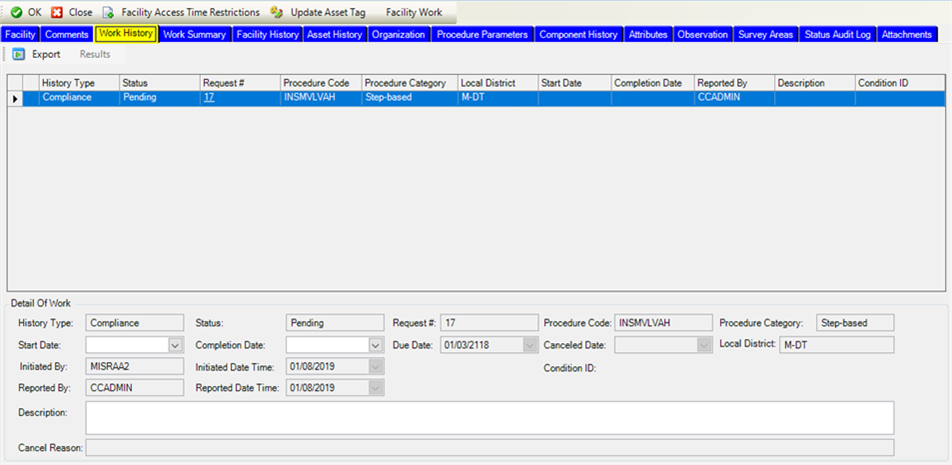 OK Close Facility Access Time Restrictions Update Asset Tag Facility Work
Facility Comments Work History Work Summary Facility History Asset History Organization Procedure Parameters Component History Attributes Observation Survey Areas Status Audit Log Attachments
Export Results
History Type Status Request # Procedure Code Procedure Category Local District Start Date Completion Date Reported By Description Condition ID
Compliance Pending 17 INSMVLVAH Step-based M-DT CCADMIN
Detail Of Work
History Type: Compliance Status: Pending Request #: 17 Procedure Code: INSMVLVAH Procedure Category: Step-based
Start Date: Completion Date: Due Date: 01/03/2118 Canceled Date: Local District: M-DT
Initiated By: MISRAA2 Initiated Date Time: 01/08/2019 Condition ID:
Reported By: CCADMIN Reported Date Time: 01/08/2019
Description:
Cancel Reason: